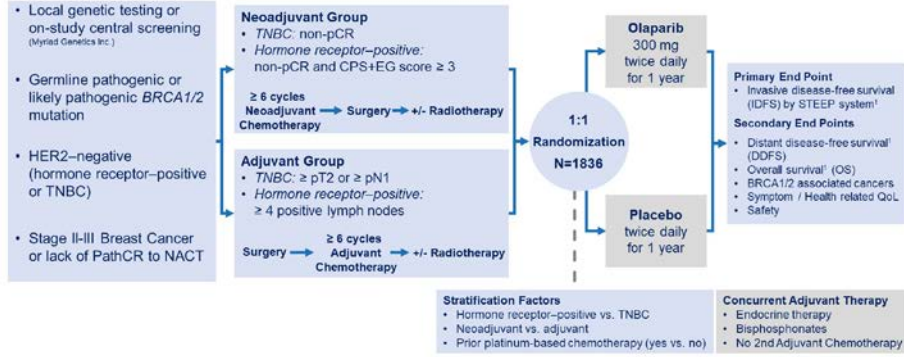 • Local genetic testing or
on-study central screening
(Myriad Genetics Inc.)
• Germline pathogenic or
likely pathogenic BRCA1/2
mutation
• HER2–negative
(hormone receptor–positive
or TNBC)
• Stage II-III Breast Cancer
or lack of PathCR to NACT
Neoadjuvant Group
• TNBC: non-pCR
• Hormone receptor–positive:
non-pCR and CPS+EG score ≥ 3
≥ 6 cycles
Neoadjuvant Surgery +/- Radiotherapy
Chemotherapy
Adjuvant Group
• TNBC: ≥ pT2 or ≥ pN1
• Hormone receptor–positive:
≥ 4 positive lymph nodes
≥ 6 cycles
Surgery Adjuvant +/- Radiotherapy
Chemotherapy
1:1
Randomization
N=1836
Olaparib
300 mg
twice daily
for 1 year
Placebo
twice daily
for 1 year
Primary End Point
• Invasive disease-free survival
(IDFS) by STEEP system¹
Secondary End Points
• Distant disease-free survival¹
(DDFS)
• Overall survival¹ (OS)
• BRCA1/2 associated cancers
• Symptom / Health related QoL
• Safety
Stratification Factors
• Hormone receptor–positive vs. TNBC
• Neoadjuvant vs. adjuvant
• Prior platinum-based chemotherapy (yes vs. no)
Concurrent Adjuvant Therapy
• Endocrine therapy
• Bisphosphonates
• No 2nd Adjuvant Chemotherapy